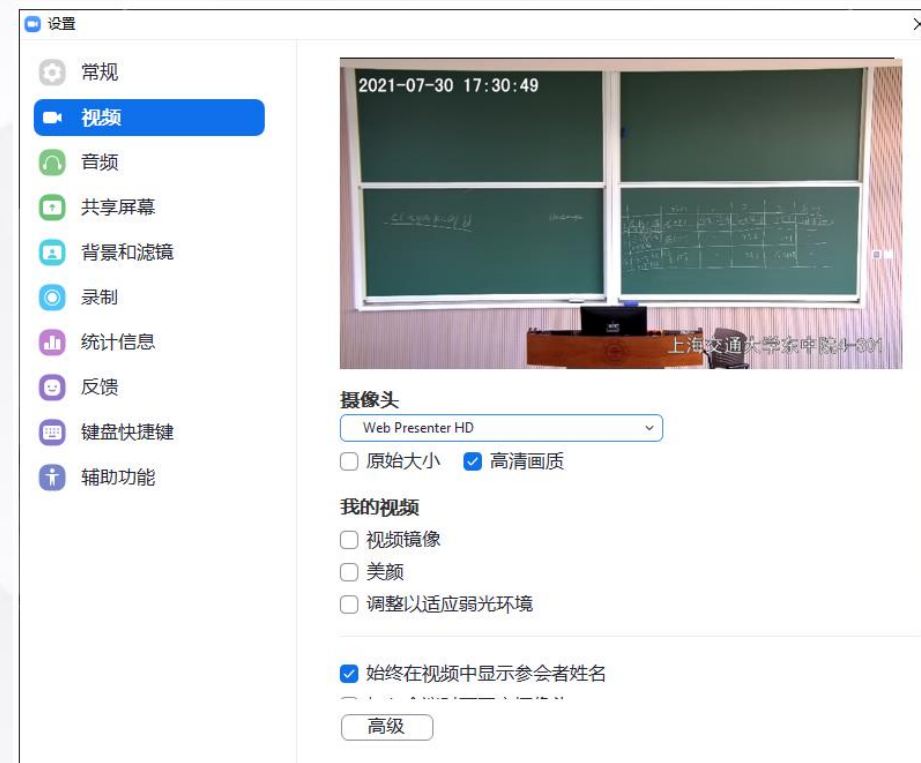 设置
常规
视频
音频
共享屏幕
背景和滤镜
录制
统计信息
反馈
键盘快捷键
辅助功能
2021-07-30 17:30:49
上海交通大学东中院4-301
摄像头
Web Presenter HD
原始大小 高清画质
我的视频
视频镜像
美颜
调整以适应弱光环境
始终在视频中显示参会者姓名
高级